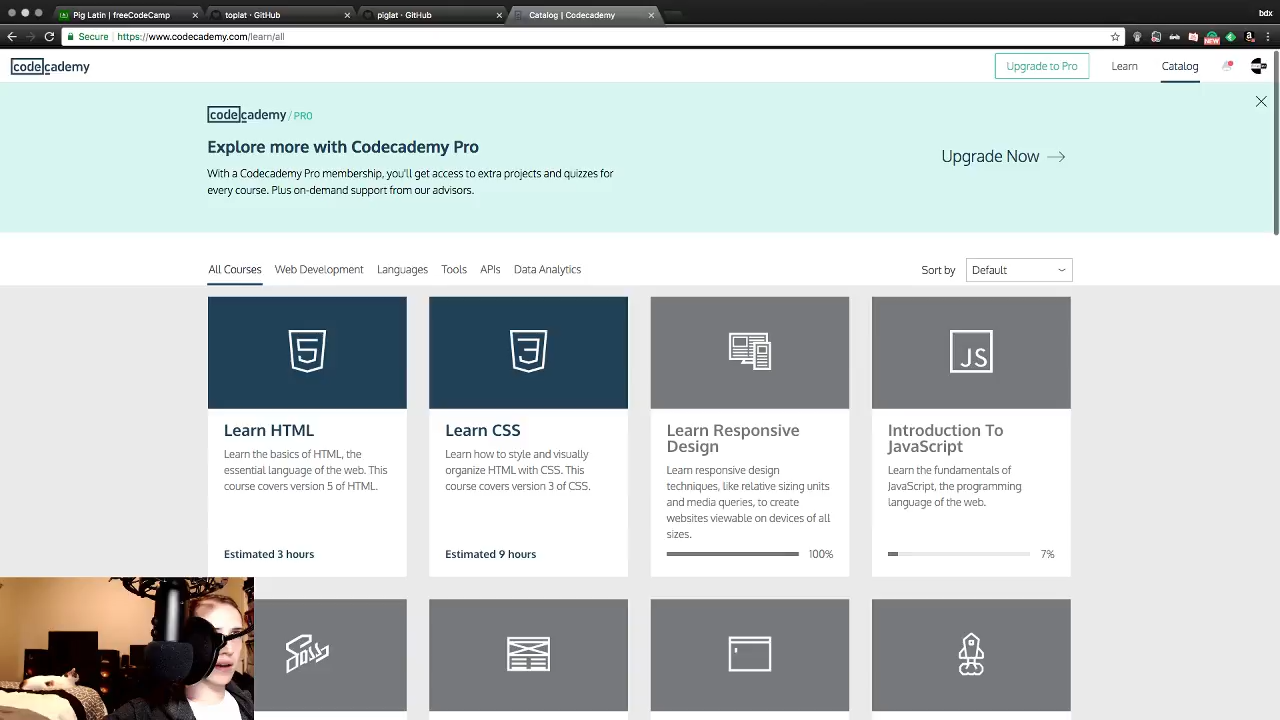 Pig Latin | freeCodeCamp
toplat · GitHub
piglat · GitHub
Catalog | Codecademy
bdx
Secure
https://www.codecademy.com/learn/all
NEW
codecademy
Upgrade to Pro
Learn
Catalog
codecademy / PRO
Explore more with Codecademy Pro
Upgrade Now
With a Codecademy Pro membership, you'll get access to extra projects and quizzes for
every course. Plus on-demand support from our advisors.
All Courses
Web Development
Languages
Tools
APIs
Data Analytics
Sort by
Default
5
3
JS
Learn HTML
Learn the basics of HTML, the
essential language of the web. This
course covers version 5 of HTML.
Estimated 3 hours
Learn CSS
Learn how to style and visually
organize HTML with CSS. This
course covers version 3 of CSS.
Estimated 9 hours
Learn Responsive
Design
Learn responsive design
techniques, like relative sizing units
and media queries, to create
websites viewable on devices of all
sizes.
100%
Introduction To
JavaScript
Learn the fundamentals of
JavaScript, the programming
language of the web.
7%
Sass